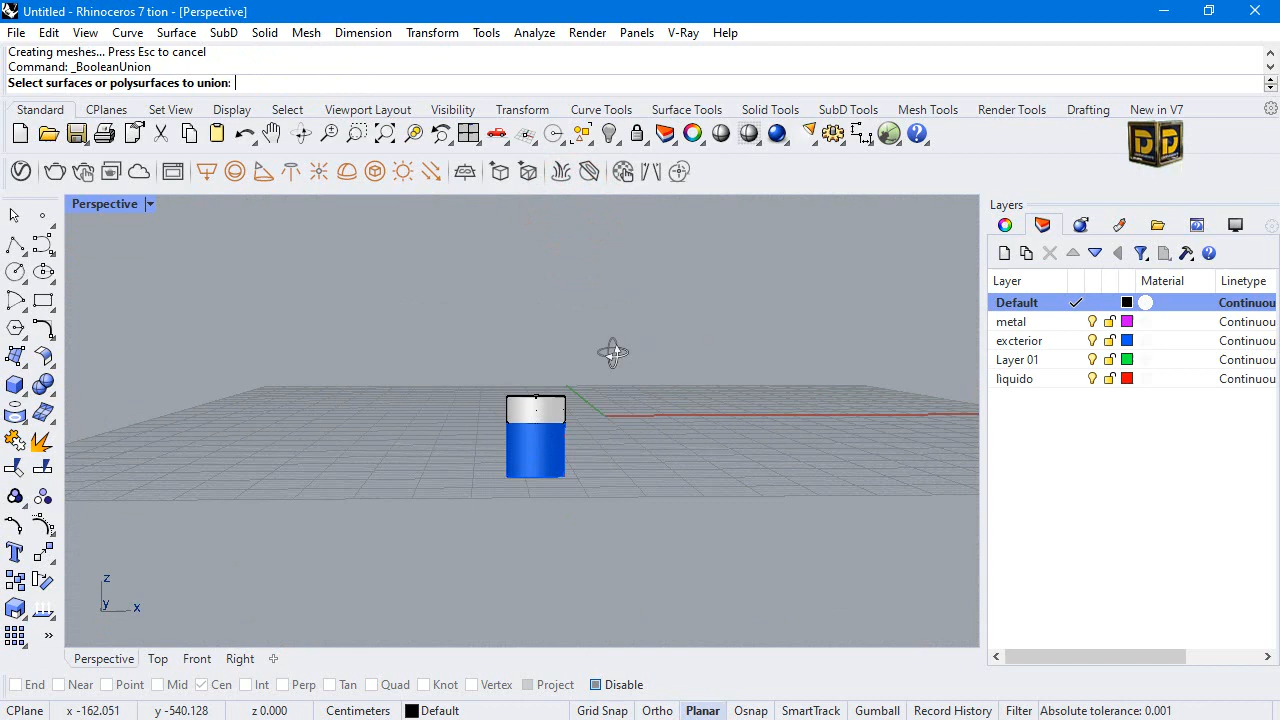 Untitled - Rhinoceros 7 tion - [Perspective]
File Edit View Curve Surface SubD Solid Mesh Dimension Transform Tools Analyze Render Panels V-Ray Help
Creating meshes... Press Esc to cancel
Command: _BooleanUnion
Select surfaces or polysurfaces to union:
Standard CPlanes Set View Display Select Viewport Layout Visibility Transform Curve Tools Surface Tools Solid Tools SubD Tools Mesh Tools Render Tools Drafting New in V7
Perspective
Layers
Layer Material Linetype
Default Continuou
metal Continuou
excterior Continuou
Layer 01 Continuou
liquido Continuou
z
y x
Perspective Top Front Right
End Near Point Mid Cen Int Perp Tan Quad Knot Vertex Project Disable
CPlane x -162.051 y -540.128 z 0.000 Centimeters Default Grid Snap Ortho Planar Osnap SmartTrack Gumball Record History Filter Absolute tolerance: 0.001